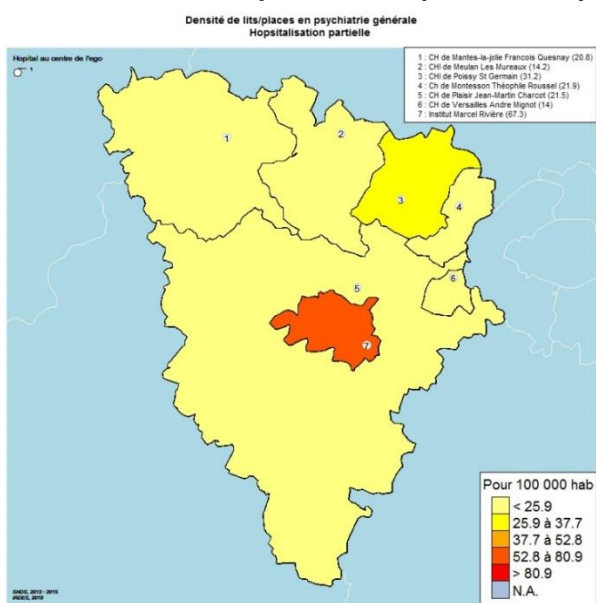 Densité de lits/places en psychiatrie générale
Hopsitalisation partielle
Hopital au centre de l'ego
1
1 : CH de Mantes-la-jolie Francois Quesnay (20.8)
2 : CHI de Meulan Les Mureaux (14.2)
3 : CHI de Poissy St Germain (31.2)
4 : Ch de Montesson Théophile Roussel (21.9)
5 : CH de Plaisir Jean-Martin Charcot (21.5)
6 : CH de Versailles Andre Mignot (14)
7 : Institut Marcel Rivière (67.3)
1
2
3
4
5
6
7
Pour 100 000 hab
< 25.9
25.9 à 37.7
37.7 à 52.8
52.8 à 80.9
> 80.9
N.A.